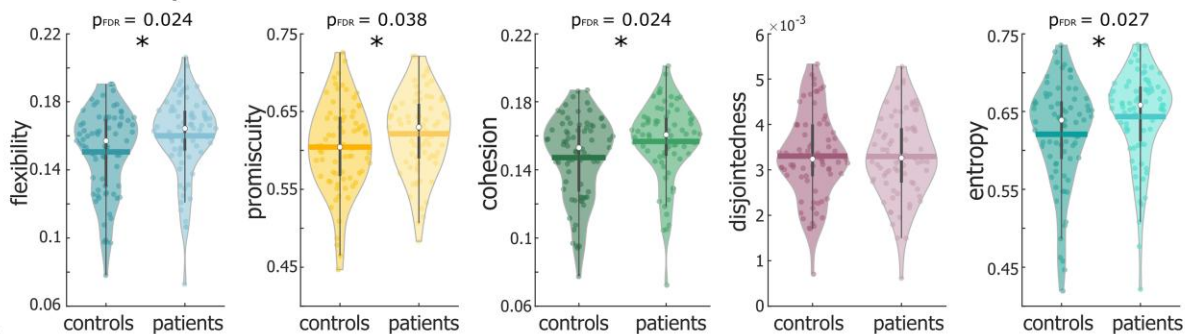 pFDR = 0.024
*
0.22
0.18
0.14
0.1
0.06
flexibility
controls patients
pFDR = 0.038
*
0.75
0.65
0.55
0.45
promiscuity
controls patients
pFDR = 0.024
*
0.22
0.18
0.14
0.1
0.06
cohesion
controls patients
×10⁻³
6
5
4
3
2
1
0
disjointedness
controls patients
pFDR = 0.027
*
0.75
0.65
0.55
0.45
entropy
controls patients